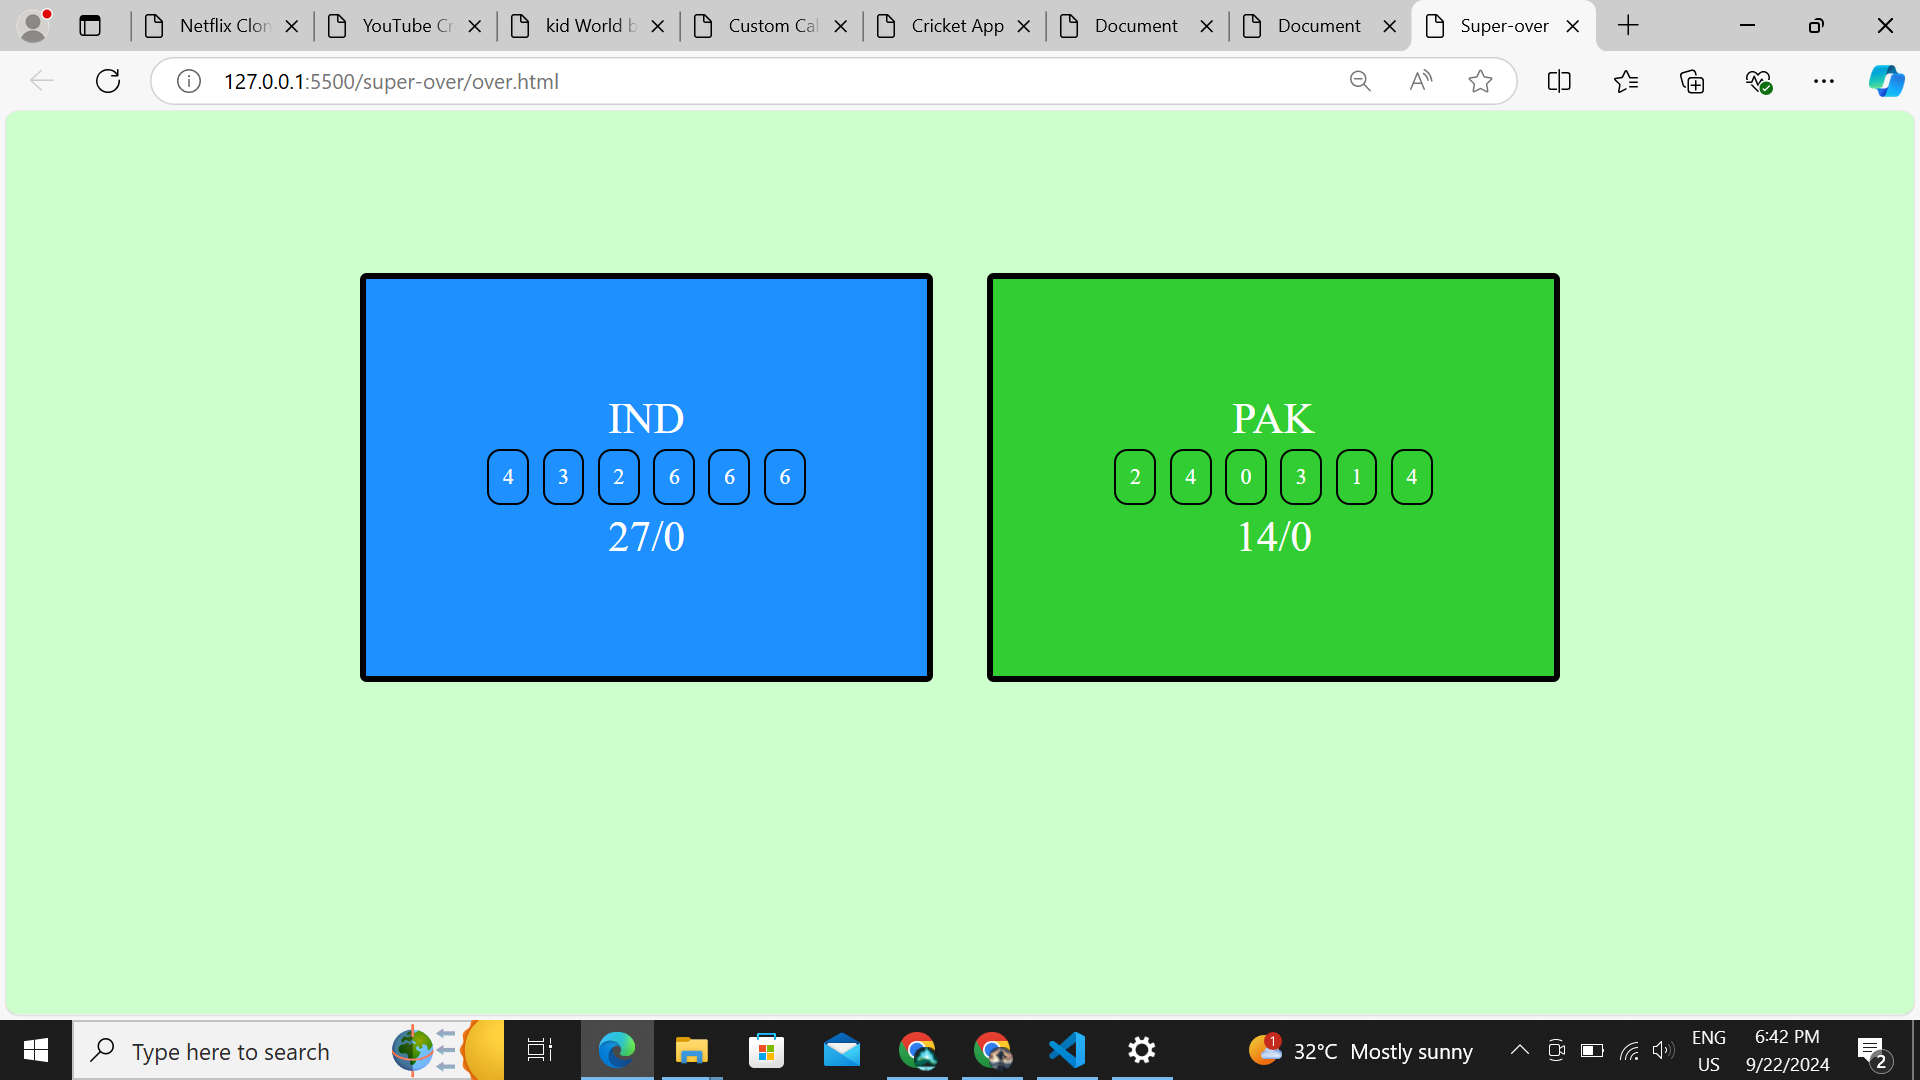 Netflix Clon
YouTube Cr
kid World b
Custom Cal
Cricket App
Document
Document
Super-over
127.0.0.1:5500/super-over/over.html
IND
4 3 2 6 6 6
27/0
PAK
2 4 0 3 1 4
14/0
Type here to search
1
32°C Mostly sunny
ENG
US
6:42 PM
9/22/2024
2